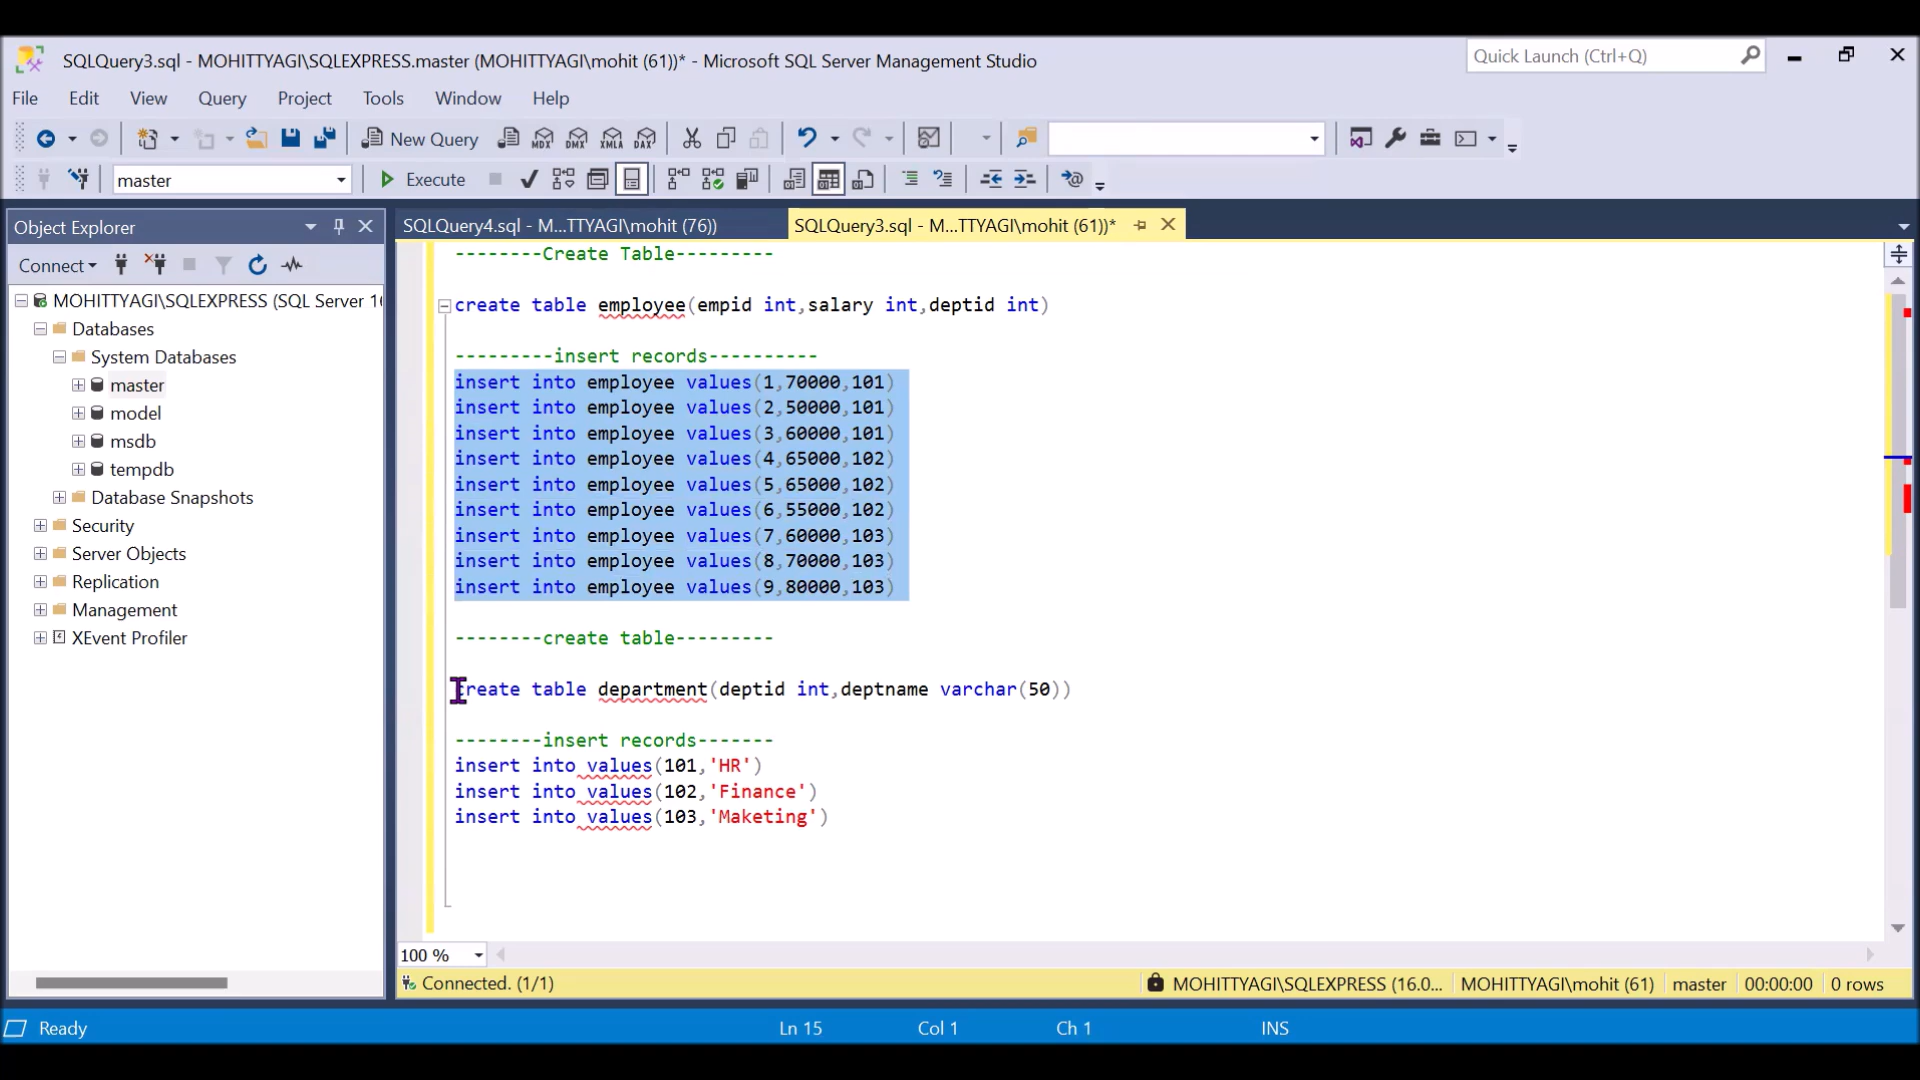 SQLQuery3.sql - MOHITTYAGI\SQLEXPRESS.master (MOHITTYAGI\mohit (61))* - Microsoft SQL Server Management Studio
Quick Launch (Ctrl+Q)
File Edit View Query Project Tools Window Help
New Query MDX DMX XMLA DAX
master Execute
Object Explorer
SQLQuery4.sql - M...TTYAGI\mohit (76))
SQLQuery3.sql - M...TTYAGI\mohit (61))*
Connect
MOHITTYAGI\SQLEXPRESS (SQL Server 16
Databases
System Databases
master
model
msdb
tempdb
Database Snapshots
Security
Server Objects
Replication
Management
XEvent Profiler
--------Create Table---------
create table employee(empid int,salary int,deptid int)
---------insert records----------
insert into employee values(1,70000,101)
insert into employee values(2,50000,101)
insert into employee values(3,60000,101)
insert into employee values(4,65000,102)
insert into employee values(5,65000,102)
insert into employee values(6,55000,102)
insert into employee values(7,60000,103)
insert into employee values(8,70000,103)
insert into employee values(9,80000,103)
--------create table---------
create table department(deptid int,deptname varchar(50))
--------insert records-------
insert into values(101,'HR')
insert into values(102,'Finance')
insert into values(103,'Maketing')
100 %
Connected. (1/1)
MOHITTYAGI\SQLEXPRESS (16.0... MOHITTYAGI\mohit (61) master 00:00:00 0 rows
Ready Ln 15 Col 1 Ch 1 INS